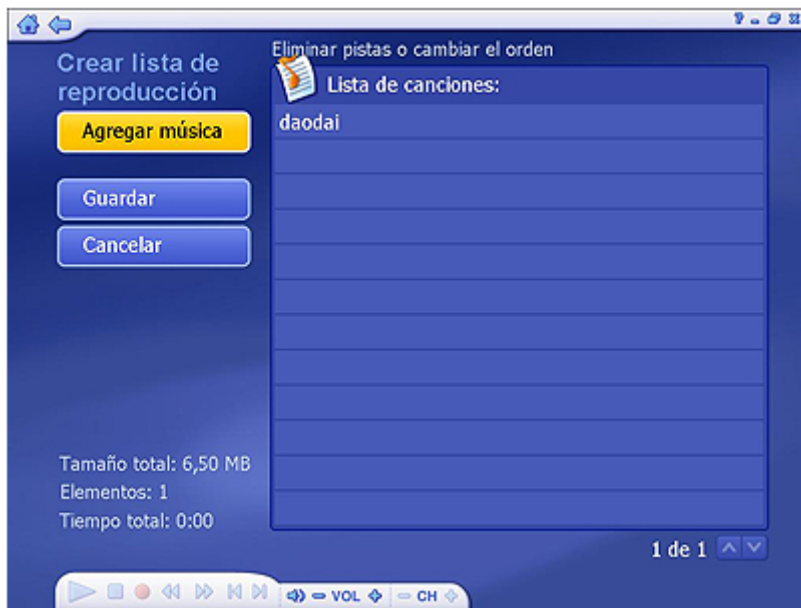 Crear lista de
reproducción
Agregar música
Guardar
Cancelar
Eliminar pistas o cambiar el orden
Lista de canciones:
daodai
Tamaño total: 6,50 MB
Elementos: 1
Tiempo total: 0:00
1 de 1
VOL
CH